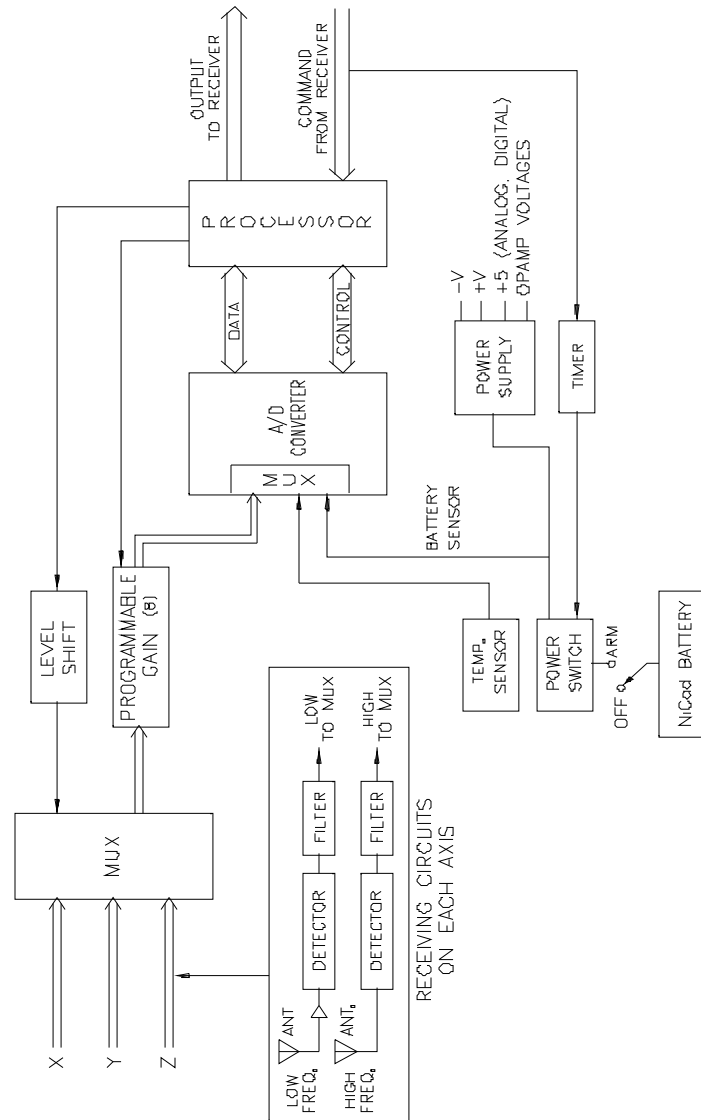 X
Y
Z
MUX
LEVEL
SHIFT
PROGRAMMABLE
GAIN (8)
MUX
A/D
CONVERTER
DATA
CONTROL
PROCESSOR
OUTPUT
TO RECEIVER
COMMAND
FROM RECEIVER
LOW
FREQ.
ANT
DETECTOR
FILTER
LOW
TO MUX
HIGH
FREQ.
ANT.
DETECTOR
FILTER
HIGH
TO MUX
RECEIVING CIRCUITS
ON EACH AXIS
TEMP.
SENSOR
BATTERY
SENSOR
POWER
SWITCH
ARM
OFF
NiCad BATTERY
POWER
SUPPLY
-V
+V
+5 (ANALOG, DIGITAL)
OPAMP VOLTAGES
TIMER